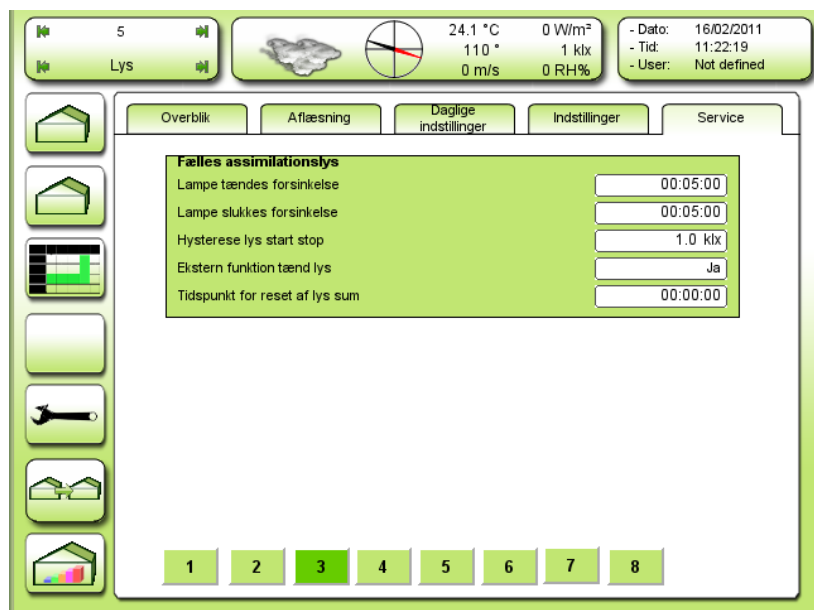 5
Lys
24.1 °C 0 W/m²
110 ° 1 klx
0 m/s 0 RH%
- Dato: 16/02/2011
- Tid: 11:22:19
- User: Not defined
Overblik
Aflæsning
Daglige
indstillinger
Indstillinger
Service
Fælles assimilationslys
Lampe tændes forsinkelse 00:05:00
Lampe slukkes forsinkelse 00:05:00
Hysterese lys start stop 1.0 klx
Ekstern funktion tænd lys Ja
Tidspunkt for reset af lys sum 00:00:00
1 2 3 4 5 6 7 8